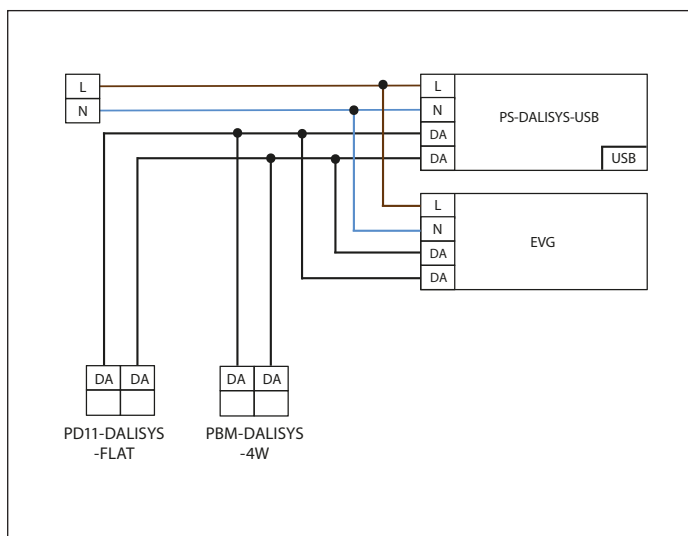 L
N
L
N
DA
DA
PS-DALISYS-USB
USB
L
N
DA
DA
EVG
DA DA
PD11-DALISYS
-FLAT
DA DA
PBM-DALISYS
-4W